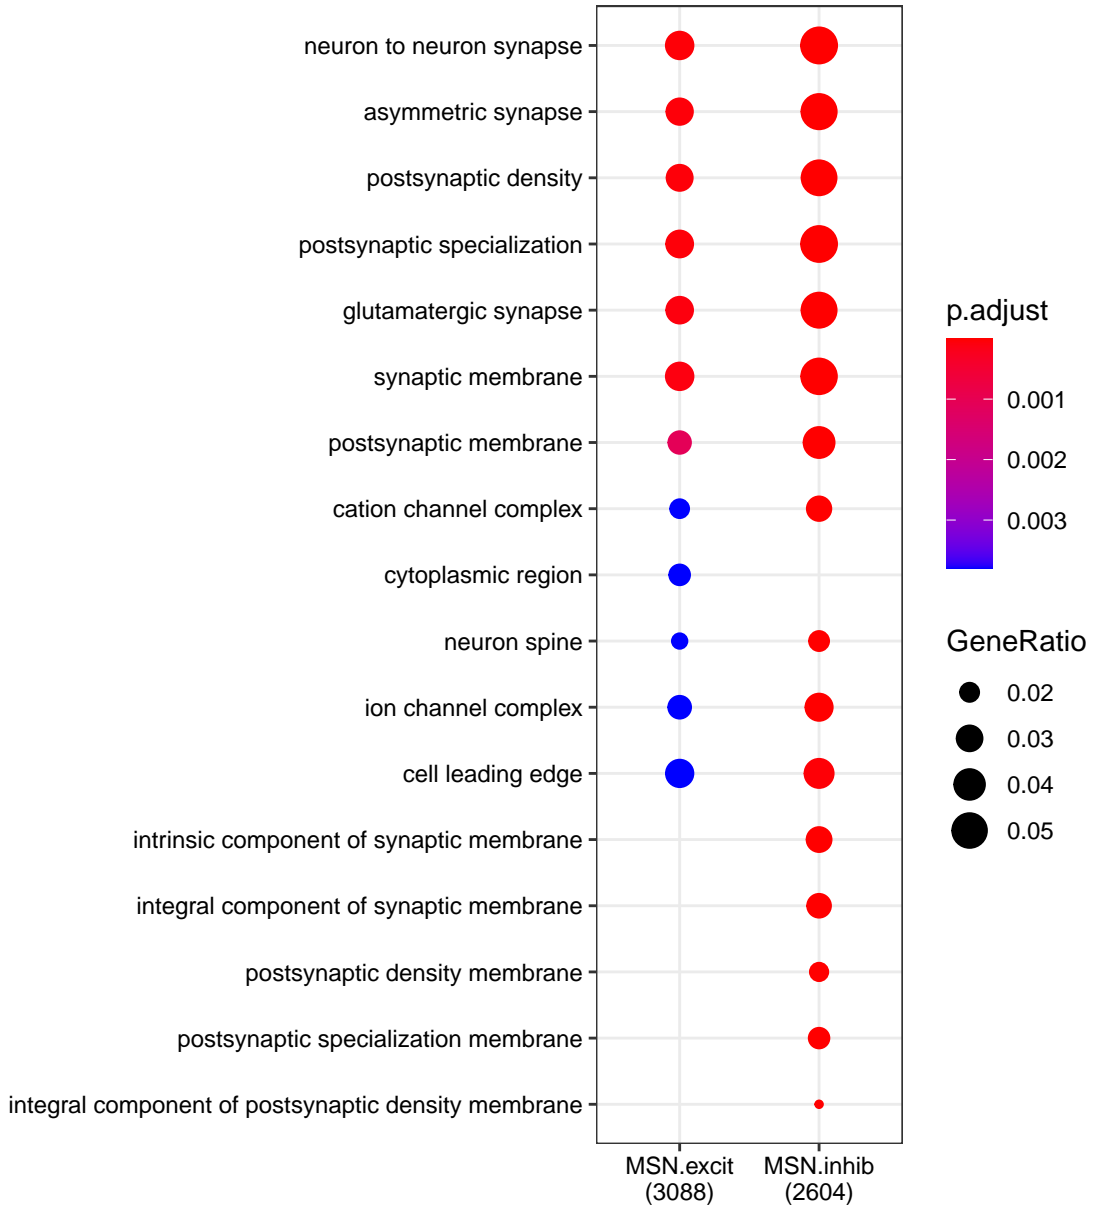 neuron to neuron synapse
asymmetric synapse
postsynaptic density
postsynaptic specialization
glutamatergic synapse
synaptic membrane
postsynaptic membrane
cation channel complex
cytoplasmic region
neuron spine
ion channel complex
cell leading edge
intrinsic component of synaptic membrane
integral component of synaptic membrane
postsynaptic density membrane
postsynaptic specialization membrane
integral component of postsynaptic density membrane
MSN.excit
(3088)
MSN.inhib
(2604)
p.adjust
0.001
0.002
0.003
GeneRatio
0.02
0.03
0.04
0.05